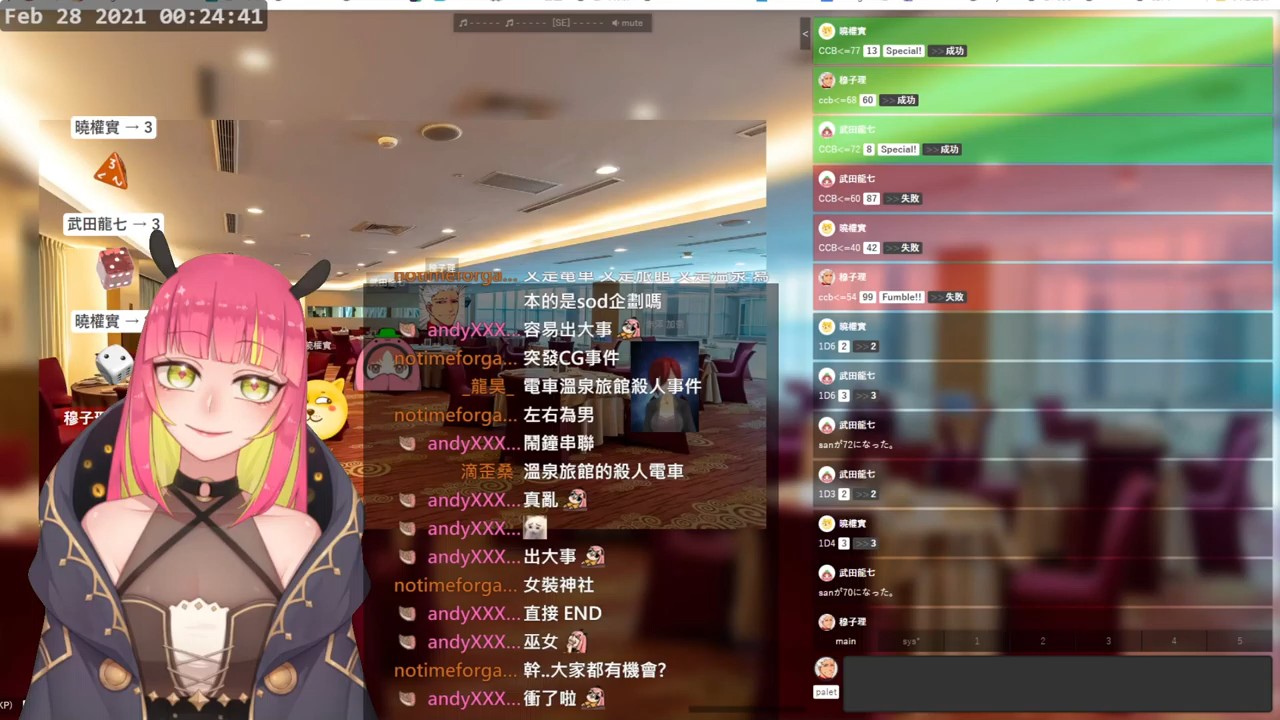 Feb 28 2021 00:24:41
♫----- ♫----- [SE]----- mute
<
曉權實 → 3
武田龍七 → 3
曉權實 →
曉權實
穆子理
notimeforga...
本的是sod企劃嗎
andyXXX... 容易出大事
notimeforga... 突發CG事件
_龍昊_ 電車溫泉旅館殺人事件
notimeforga... 左右為男
andyXXX... 鬧鐘串聯
滴歪桑 溫泉旅館的殺人電車
andyXXX... 真亂
andyXXX...
andyXXX... 出大事
notimeforga... 女裝神社
andyXXX... 直接 END
andyXXX... 巫女
notimeforga... 幹..大家都有機會?
andyXXX... 衝了啦
KP)
曉權實
CCB<=77 13 Special! >> 成功
穆子理
ccb<=68 60 >> 成功
武田龍七
CCB<=72 8 Special! >> 成功
武田龍七
CCB<=60 87 >> 失敗
曉權實
CCB<=40 42 >> 失敗
穆子理
ccb<=54 99 Fumble!! >> 失敗
曉權實
1D6 2 >> 2
武田龍七
1D6 3 >> 3
武田龍七
sanが72になった。
武田龍七
1D3 2 >> 2
曉權實
1D4 3 >> 3
武田龍七
sanが70になった。
穆子理
main sys* 1 2 3 4 5
palet